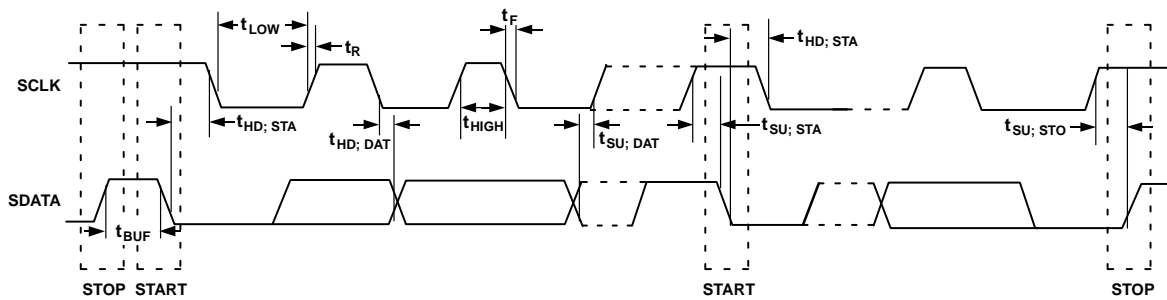 tLOW
tR
tF
tHD; STA
SCLK
tHD; STA
tHD; DAT
tHIGH
tSU; DAT
tSU; STA
tSU; STO
SDATA
tBUF
STOP START START STOP